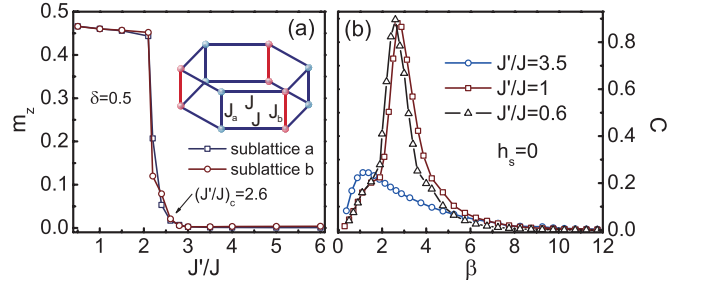 (a)
0.5
0.4
0.3
0.2
0.1
0.0
m_z
δ=0.5
J
J_a
J_b
J
sublattice a
sublattice b
(J'/J)_c=2.6
1
2
3
4
5
6
J'/J
(b)
J'/J=3.5
J'/J=1
J'/J=0.6
h_s=0
0.8
0.6
0.4
0.2
0.0
C
0
2
4
6
8
10
12
β